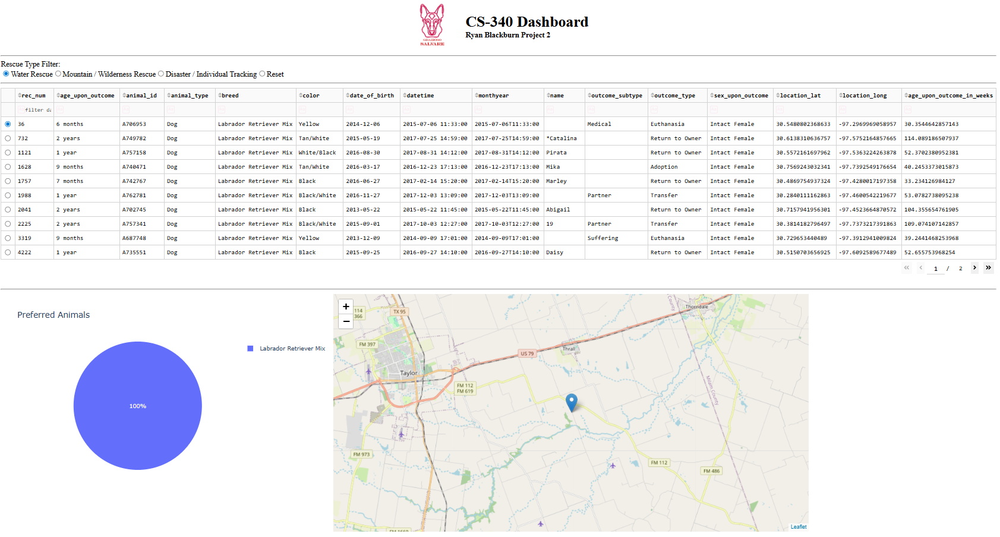 GRAZIOSO
SALVARE
CS-340 Dashboard
Ryan Blackburn Project 2
Rescue Type Filter:
Water Rescue Mountain / Wilderness Rescue Disaster / Individual Tracking Reset
rec_num age_upon_outcome animal_id animal_type breed color date_of_birth datetime monthyear name outcome_subtype outcome_type sex_upon_outcome location_lat location_long age_upon_outcome_in_weeks
filter da
36 6 months A706953 Dog Labrador Retriever Mix Yellow 2014-12-06 2015-07-06 11:33:00 2015-07-06T11:33:00 Medical Euthanasia Intact Female 30.5480802368633 -97.2969969058957 30.3544642857143
732 2 years A749782 Dog Labrador Retriever Mix Tan/White 2015-05-19 2017-07-25 14:59:00 2017-07-25T14:59:00 *Catalina Return to Owner Intact Female 30.6138310636757 -97.5752164857665 114.089186507937
1121 1 year A757158 Dog Labrador Retriever Mix White/Black 2016-08-30 2017-08-31 14:12:00 2017-08-31T14:12:00 Pirata Return to Owner Intact Female 30.5572161697962 -97.5363224263878 52.3702380952381
1628 9 months A740471 Dog Labrador Retriever Mix Tan/White 2016-03-17 2016-12-23 17:13:00 2016-12-23T17:13:00 Mika Adoption Intact Female 30.7569243032341 -97.7392549176654 40.2453373015873
1757 7 months A742767 Dog Labrador Retriever Mix Black 2016-06-27 2017-02-14 15:20:00 2017-02-14T15:20:00 Marley Return to Owner Intact Female 30.4869754937324 -97.4280017197358 33.234126984127
1988 1 year A762781 Dog Labrador Retriever Mix Black/White 2016-11-27 2017-12-03 13:09:00 2017-12-03T13:09:00 Partner Transfer Intact Female 30.2840111162863 -97.4600542219677 53.0782738095238
2041 2 years A702745 Dog Labrador Retriever Mix Black 2013-05-22 2015-05-22 11:45:00 2015-05-22T11:45:00 Abigail Return to Owner Intact Female 30.7157941956301 -97.4523664870572 104.355654761905
2225 2 years A757341 Dog Labrador Retriever Mix Black/White 2015-09-01 2017-10-03 12:27:00 2017-10-03T12:27:00 19 Partner Transfer Intact Female 30.3814182796497 -97.7373217391863 109.074107142857
3319 9 months A687748 Dog Labrador Retriever Mix Yellow 2013-12-09 2014-09-09 17:01:00 2014-09-09T17:01:00 Suffering Euthanasia Intact Female 30.729653440489 -97.3912941009824 39.2441468253968
4222 1 year A735551 Dog Labrador Retriever Mix Black 2015-09-25 2016-09-27 14:10:00 2016-09-27T14:10:00 Daisy Return to Owner Intact Female 30.5150703656925 -97.6092589677489 52.655753968254
« ‹ 1 / 2 › »
Preferred Animals
100%
Labrador Retriever Mix
+
−
114
366
TX 95
Thorndale
County
FM 397
Thrall
US 79
Taylor
FM 112
FM 619
Milam County
FM 973
FM 112
FM 486
FM 1660
Leaflet